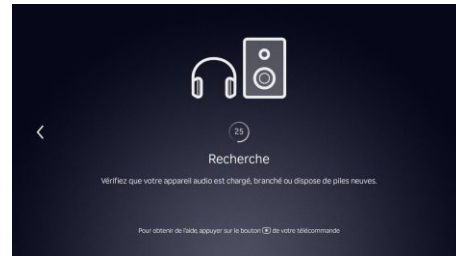 25
Recherche
Vérifiez que votre appareil audio est chargé, branché ou dispose de piles neuves.
Pour obtenir de l'aide, appuyer sur le bouton de votre télécommande